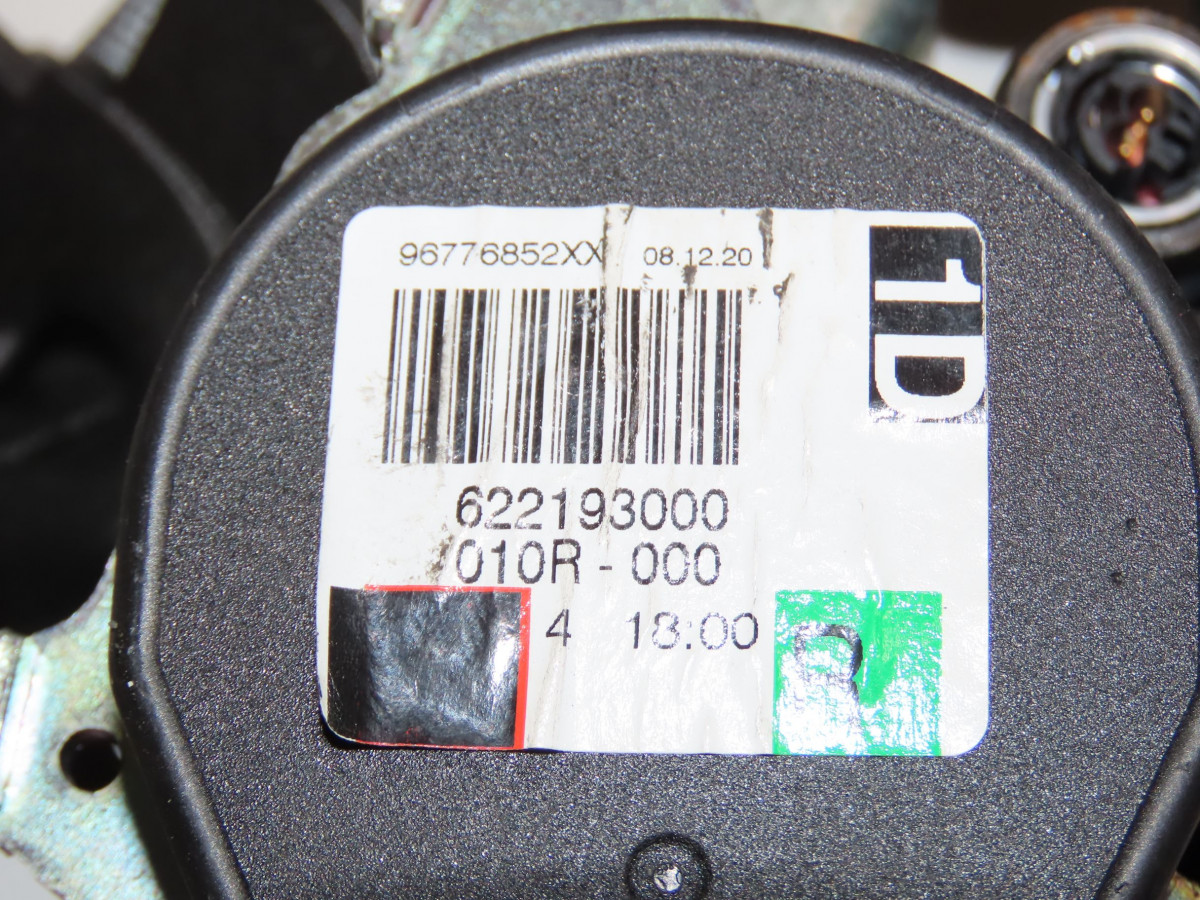 96776852XX 08.12.20
1D
622193000
010R - 000
4 18:00